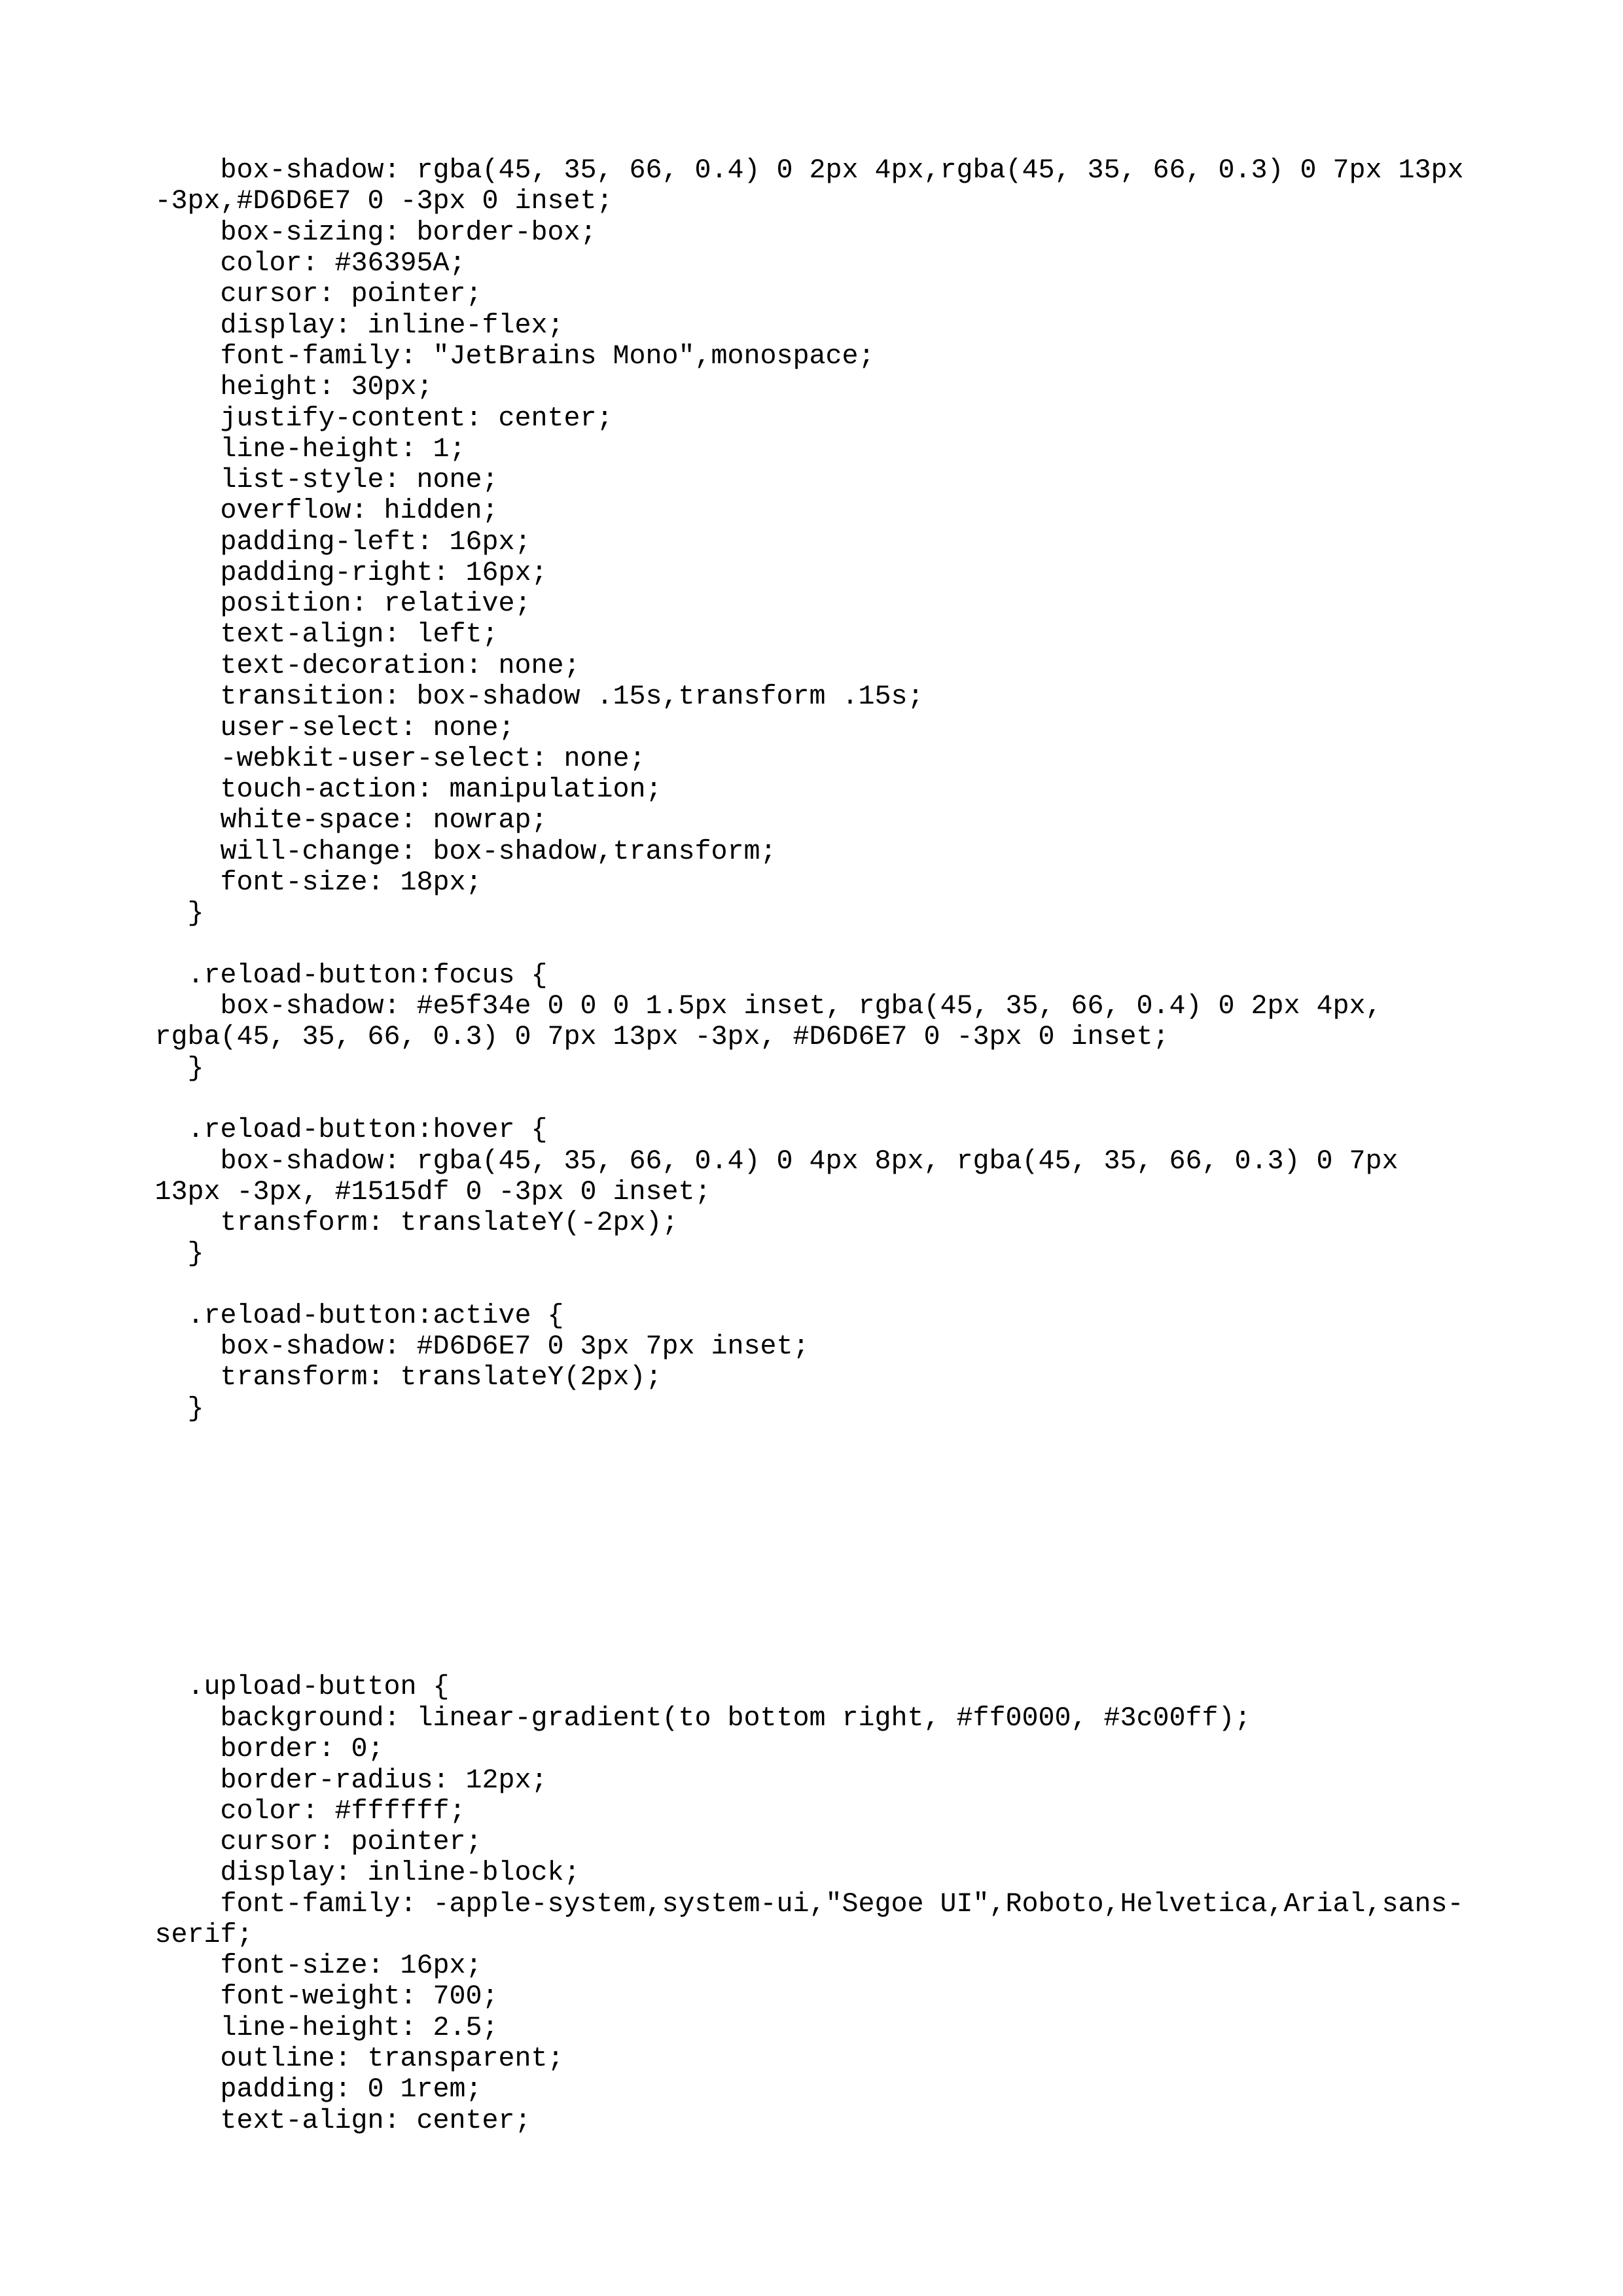 box-shadow: rgba(45, 35, 66, 0.4) 0 2px 4px,rgba(45, 35, 66, 0.3) 0 7px 13px
-3px,#D6D6E7 0 -3px 0 inset;
    box-sizing: border-box;
    color: #36395A;
    cursor: pointer;
    display: inline-flex;
    font-family: "JetBrains Mono",monospace;
    height: 30px;
    justify-content: center;
    line-height: 1;
    list-style: none;
    overflow: hidden;
    padding-left: 16px;
    padding-right: 16px;
    position: relative;
    text-align: left;
    text-decoration: none;
    transition: box-shadow .15s,transform .15s;
    user-select: none;
    -webkit-user-select: none;
    touch-action: manipulation;
    white-space: nowrap;
    will-change: box-shadow,transform;
    font-size: 18px;
  }

  .reload-button:focus {
    box-shadow: #e5f34e 0 0 0 1.5px inset, rgba(45, 35, 66, 0.4) 0 2px 4px,
rgba(45, 35, 66, 0.3) 0 7px 13px -3px, #D6D6E7 0 -3px 0 inset;
  }

  .reload-button:hover {
    box-shadow: rgba(45, 35, 66, 0.4) 0 4px 8px, rgba(45, 35, 66, 0.3) 0 7px
13px -3px, #1515df 0 -3px 0 inset;
    transform: translateY(-2px);
  }

  .reload-button:active {
    box-shadow: #D6D6E7 0 3px 7px inset;
    transform: translateY(2px);
  }

  .upload-button {
    background: linear-gradient(to bottom right, #ff0000, #3c00ff);
    border: 0;
    border-radius: 12px;
    color: #ffffff;
    cursor: pointer;
    display: inline-block;
    font-family: -apple-system,system-ui,"Segoe UI",Roboto,Helvetica,Arial,sans-
serif;
    font-size: 16px;
    font-weight: 700;
    line-height: 2.5;
    outline: transparent;
    padding: 0 1rem;
    text-align: center;